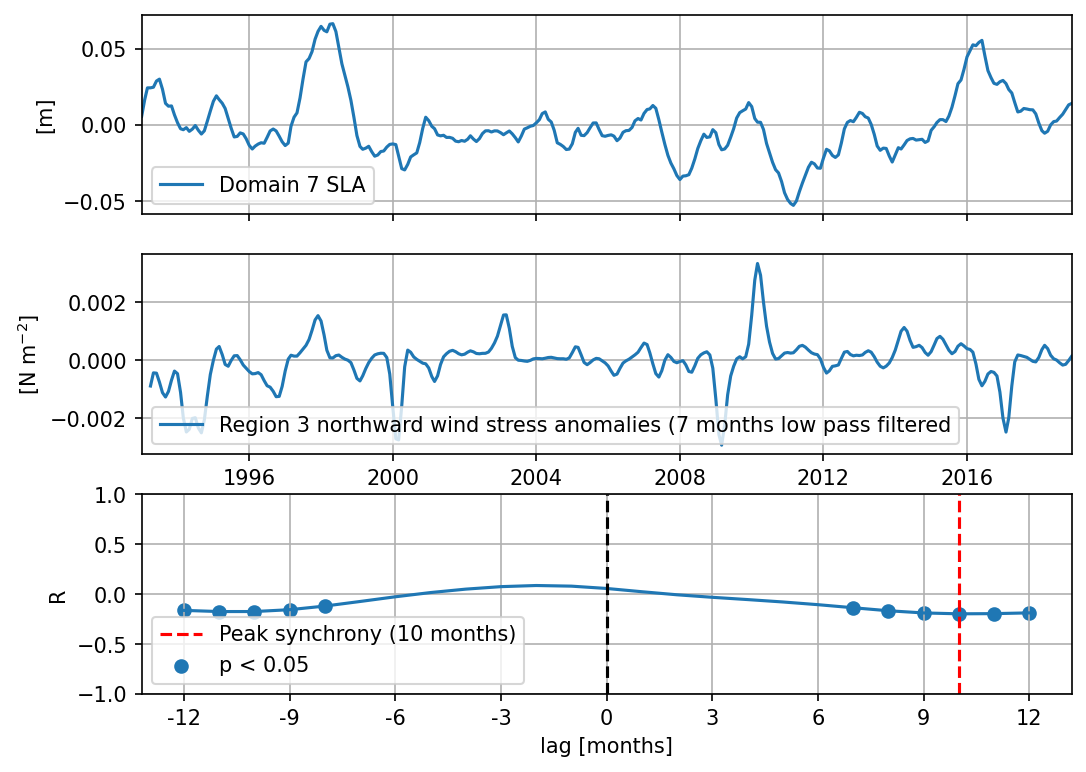 0.05
0.00
−0.05
[m]
Domain 7 SLA
0.002
0.000
−0.002
[N m⁻²]
Region 3 northward wind stress anomalies (7 months low pass filtered
1996 2000 2004 2008 2012 2016
1.0
0.5
0.0
−0.5
−1.0
R
Peak synchrony (10 months)
p < 0.05
-12 -9 -6 -3 0 3 6 9 12
lag [months]